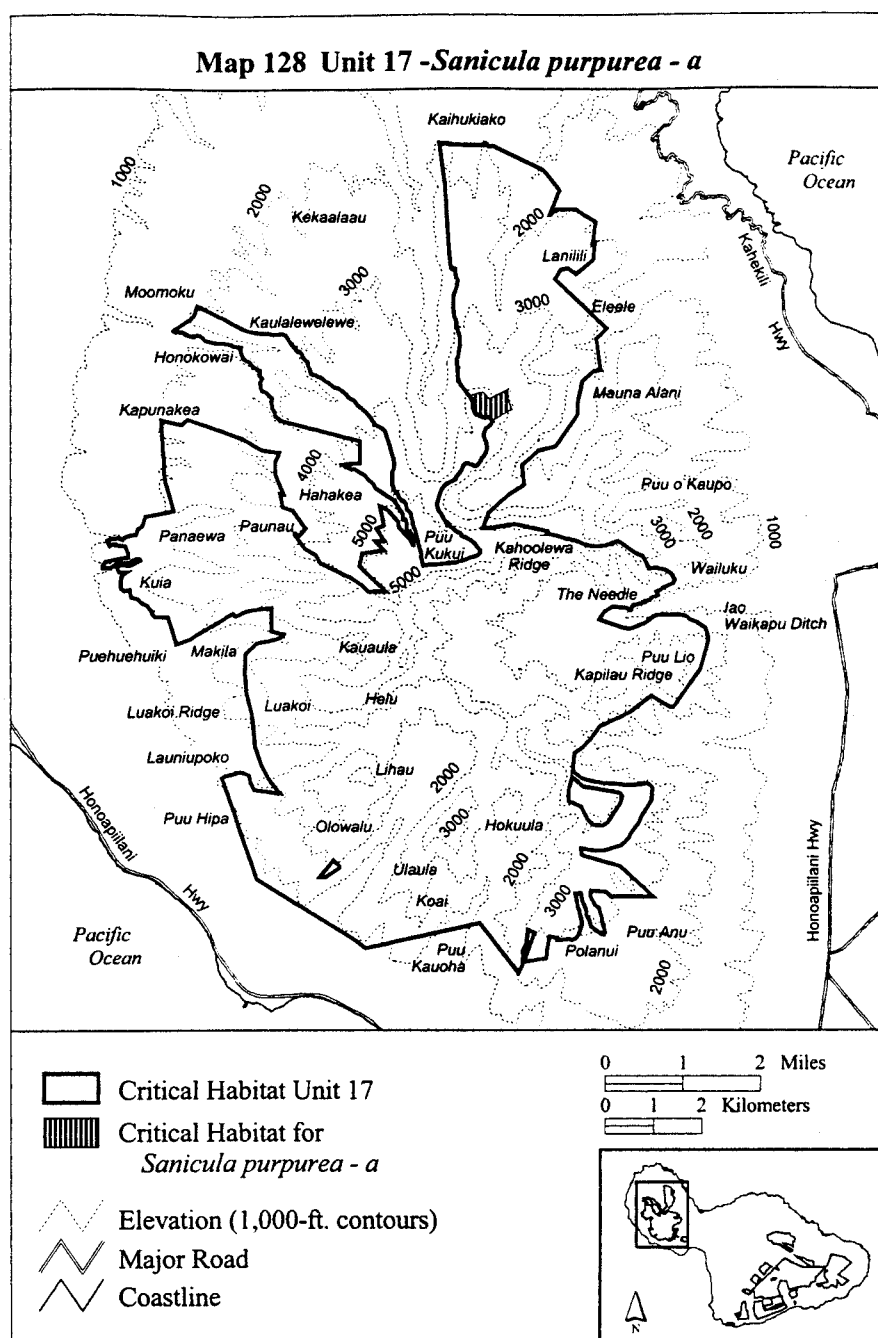 Map 128 Unit 17 -Sanicula purpurea - a
Kaihukiako
Pacific
Ocean
1000
2000
Kekaalaau
2000
Lanilili
Kahekili
Hwy
3000
3000
Eleele
Moomoku
Kaulalewelewe
Honokowai
Kapunakea
Mauna Alani
4000
Hahakea
Puu o Kaupo
Panaewa
Paunau
5000
Puu
Kukui
Kahoolewa
Ridge
3000
2000
1000
Wailuku
5000
Kuia
The Needle
Iao
Waikapu Ditch
Puehuehuiki
Makila
Kauaula
Puu Lio
Kapilau Ridge
Helu
Luakoi Ridge
Luakoi
Launiupoko
Lihau
2000
Puu Hipa
Olowalu
3000
Hokuula
Honoapiilani
Hwy
Ulaula
2000
Koai
3000
Honoapiilani Hwy
Pacific
Ocean
Puu
Kauoha
Polanui
Puu Anu
2000
Critical Habitat Unit 17
Critical Habitat for
Sanicula purpurea - a
Elevation (1,000-ft. contours)
Major Road
Coastline
0 1 2 Miles
0 1 2 Kilometers
N